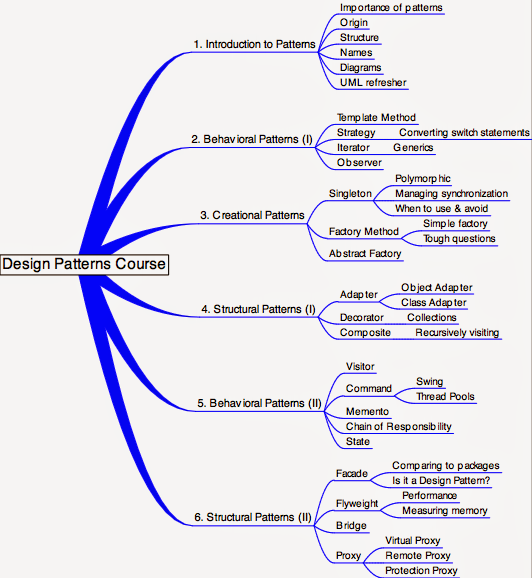 Design Patterns Course
1. Introduction to Patterns
Importance of patterns
Origin
Structure
Names
Diagrams
UML refresher
2. Behavioral Patterns (I)
Template Method
Strategy
Converting switch statements
Iterator
Generics
Observer
3. Creational Patterns
Singleton
Polymorphic
Managing synchronization
When to use & avoid
Factory Method
Simple factory
Tough questions
Abstract Factory
4. Structural Patterns (I)
Adapter
Object Adapter
Class Adapter
Decorator
Collections
Composite
Recursively visiting
5. Behavioral Patterns (II)
Visitor
Command
Swing
Thread Pools
Memento
Chain of Responsibility
State
6. Structural Patterns (II)
Facade
Comparing to packages
Is it a Design Pattern?
Flyweight
Performance
Measuring memory
Bridge
Proxy
Virtual Proxy
Remote Proxy
Protection Proxy